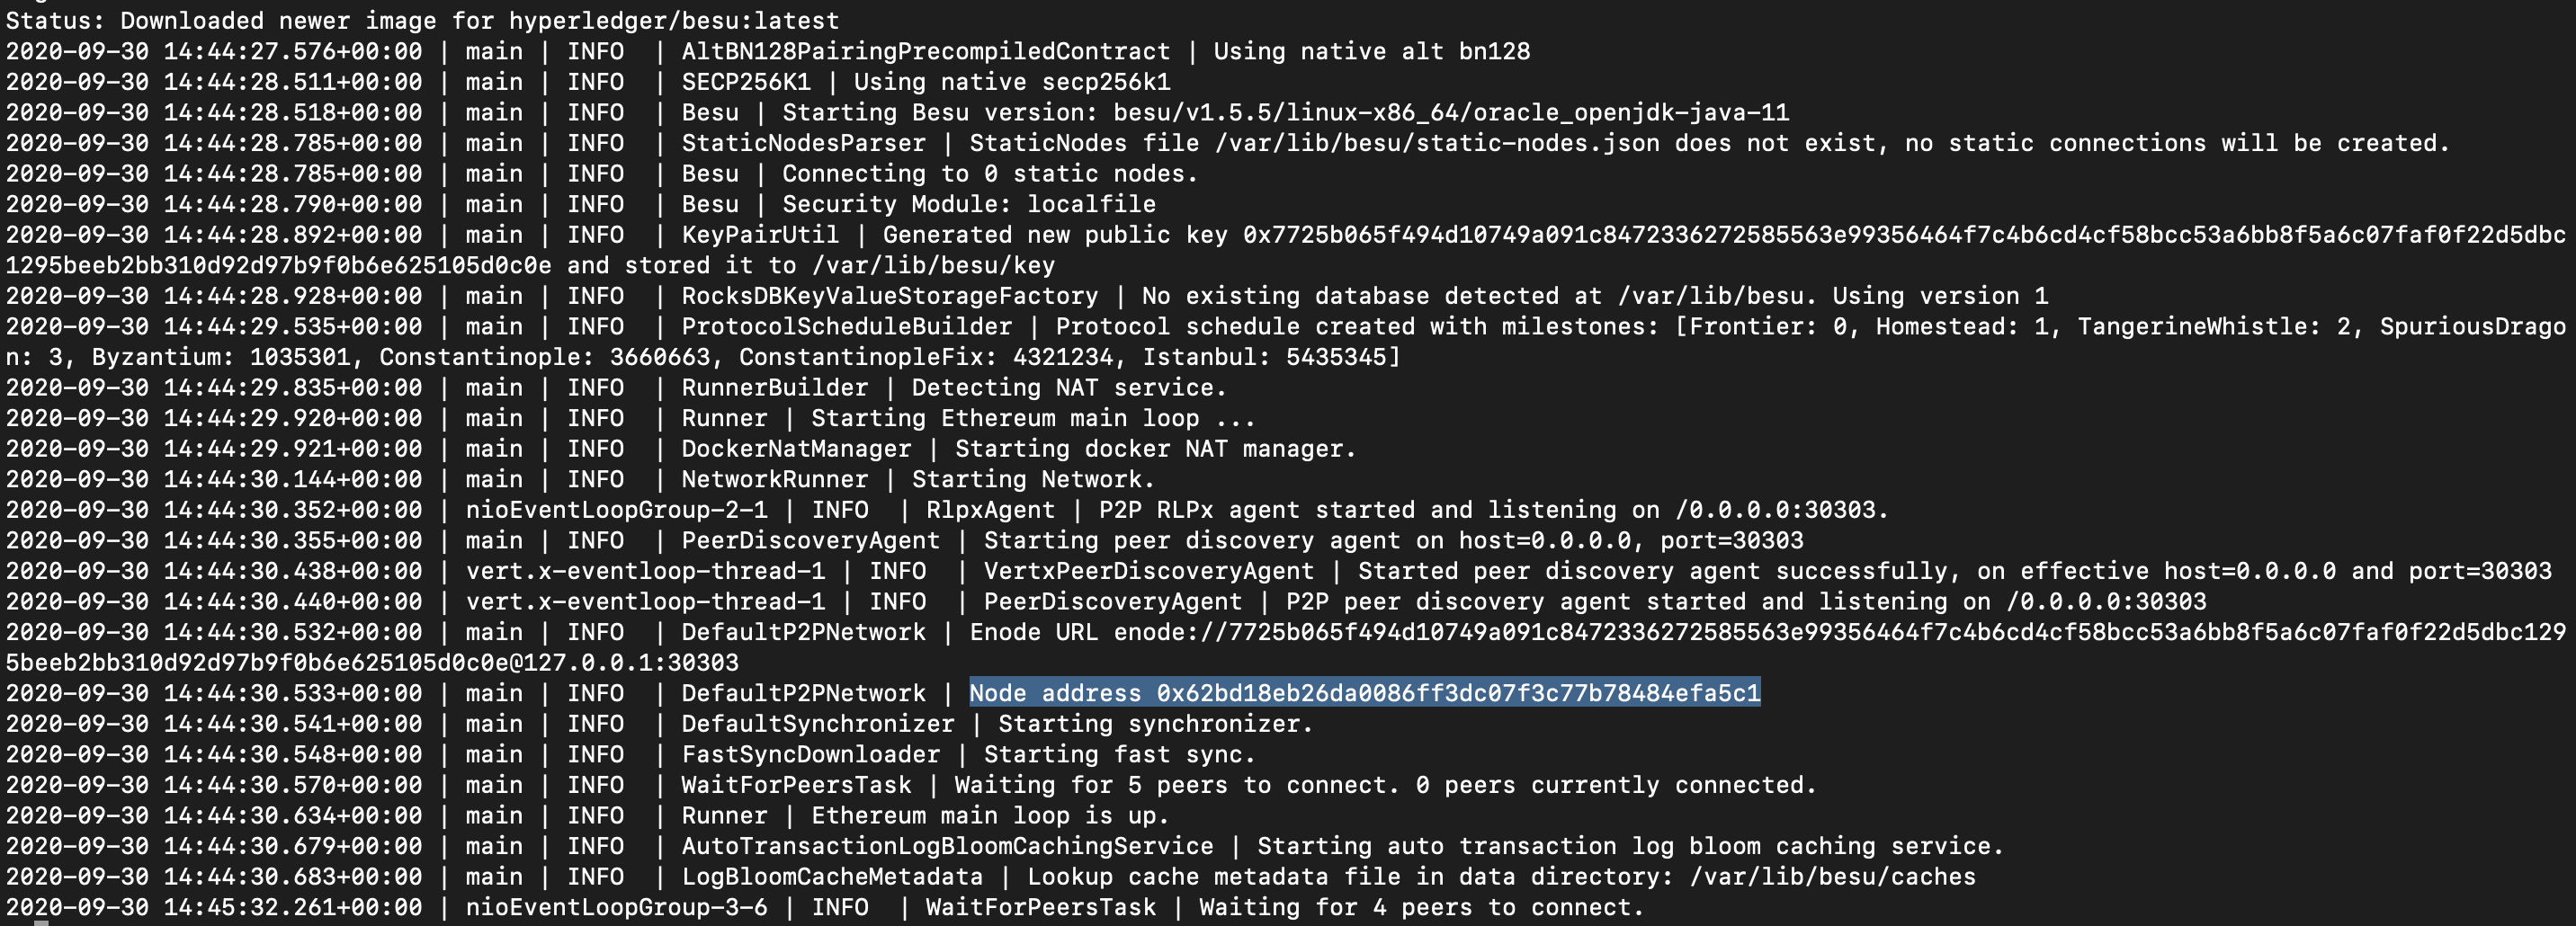 Status: Downloaded newer image for hyperledger/besu:latest
2020-09-30 14:44:27.576+00:00 | main | INFO  | AltBN128PairingPrecompiledContract | Using native alt bn128
2020-09-30 14:44:28.511+00:00 | main | INFO  | SECP256K1 | Using native secp256k1
2020-09-30 14:44:28.518+00:00 | main | INFO  | Besu | Starting Besu version: besu/v1.5.5/linux-x86_64/oracle_openjdk-java-11
2020-09-30 14:44:28.785+00:00 | main | INFO  | StaticNodesParser | StaticNodes file /var/lib/besu/static-nodes.json does not exist, no static connections will be created.
2020-09-30 14:44:28.785+00:00 | main | INFO  | Besu | Connecting to 0 static nodes.
2020-09-30 14:44:28.790+00:00 | main | INFO  | Besu | Security Module: localfile
2020-09-30 14:44:28.892+00:00 | main | INFO  | KeyPairUtil | Generated new public key 0x7725b065f494d10749a091c8472336272585563e99356464f7c4b6cd4cf58bcc53a6bb8f5a6c07faf0f22d5dbc
1295beeb2bb310d92d97b9f0b6e625105d0c0e and stored it to /var/lib/besu/key
2020-09-30 14:44:28.928+00:00 | main | INFO  | RocksDBKeyValueStorageFactory | No existing database detected at /var/lib/besu. Using version 1
2020-09-30 14:44:29.535+00:00 | main | INFO  | ProtocolScheduleBuilder | Protocol schedule created with milestones: [Frontier: 0, Homestead: 1, TangerineWhistle: 2, SpuriousDrago
n: 3, Byzantium: 1035301, Constantinople: 3660663, ConstantinopleFix: 4321234, Istanbul: 5435345]
2020-09-30 14:44:29.835+00:00 | main | INFO  | RunnerBuilder | Detecting NAT service.
2020-09-30 14:44:29.920+00:00 | main | INFO  | Runner | Starting Ethereum main loop ...
2020-09-30 14:44:29.921+00:00 | main | INFO  | DockerNatManager | Starting docker NAT manager.
2020-09-30 14:44:30.144+00:00 | main | INFO  | NetworkRunner | Starting Network.
2020-09-30 14:44:30.352+00:00 | nioEventLoopGroup-2-1 | INFO  | RlpxAgent | P2P RLPx agent started and listening on /0.0.0.0:30303.
2020-09-30 14:44:30.355+00:00 | main | INFO  | PeerDiscoveryAgent | Starting peer discovery agent on host=0.0.0.0, port=30303
2020-09-30 14:44:30.438+00:00 | vert.x-eventloop-thread-1 | INFO  | VertxPeerDiscoveryAgent | Started peer discovery agent successfully, on effective host=0.0.0.0 and port=30303
2020-09-30 14:44:30.440+00:00 | vert.x-eventloop-thread-1 | INFO  | PeerDiscoveryAgent | P2P peer discovery agent started and listening on /0.0.0.0:30303
2020-09-30 14:44:30.532+00:00 | main | INFO  | DefaultP2PNetwork | Enode URL enode://7725b065f494d10749a091c8472336272585563e99356464f7c4b6cd4cf58bcc53a6bb8f5a6c07faf0f22d5dbc129
5beeb2bb310d92d97b9f0b6e625105d0c0e@127.0.0.1:30303
2020-09-30 14:44:30.533+00:00 | main | INFO  | DefaultP2PNetwork | Node address 0x62bd18eb26da0086ff3dc07f3c77b78484efa5c1
2020-09-30 14:44:30.541+00:00 | main | INFO  | DefaultSynchronizer | Starting synchronizer.
2020-09-30 14:44:30.548+00:00 | main | INFO  | FastSyncDownloader | Starting fast sync.
2020-09-30 14:44:30.570+00:00 | main | INFO  | WaitForPeersTask | Waiting for 5 peers to connect. 0 peers currently connected.
2020-09-30 14:44:30.634+00:00 | main | INFO  | Runner | Ethereum main loop is up.
2020-09-30 14:44:30.679+00:00 | main | INFO  | AutoTransactionLogBloomCachingService | Starting auto transaction log bloom caching service.
2020-09-30 14:44:30.683+00:00 | main | INFO  | LogBloomCacheMetadata | Lookup cache metadata file in data directory: /var/lib/besu/caches
2020-09-30 14:45:32.261+00:00 | nioEventLoopGroup-3-6 | INFO  | WaitForPeersTask | Waiting for 4 peers to connect.